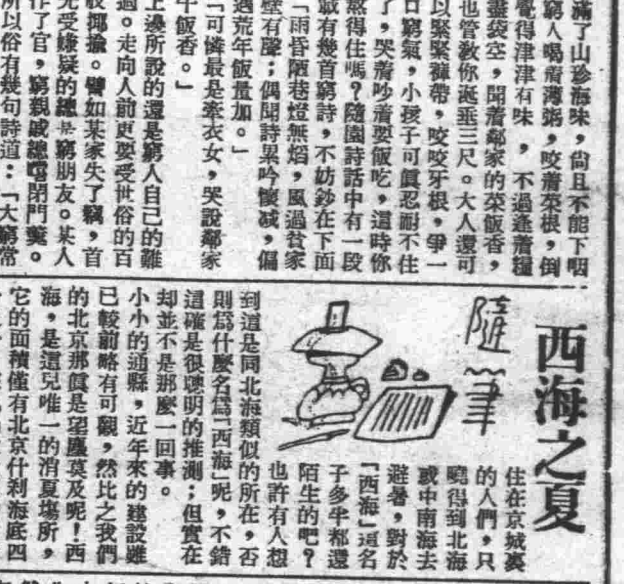 滿了山珍海味，尙且不能下咽
窮人喝着薄粥，咬着菜根，倒
覺得津津有味，不過逢着糧
盡袋空，聞着鄰家的菜飯香，
也管敎你涎垂三尺。大人還可
以緊緊褲帶，咬咬牙根，爭一
口窮氣，小孩子可眞忍耐不住
了，哭着吵着要飯吃，這時你
熬得住嗎？隨園詩話中有一段
載有幾首窮詩，不妨鈔在下面
「雨昏陋巷燈無焰，風過貧家
壁有聲；偶聞詩累吟懷减，偏
遇荒年飯量加。」
「可憐最是牽衣女，哭說鄰家
午飯香。」
上邊所說的還是窮人自己的難
過。走向人前更要受世俗的百
般揶揄。譬如某家失了竊，首
先受嫌疑的總是窮朋友。某人
作了官，窮親戚總嚐閉門羹。
所以俗有幾句詩道：「大窮常
西海之夏
隨筆
住在京城裏
的人們，只
曉得到北海
或中南海去
避暑，對於
「西海」這名
子多半都還
陌生的吧？
也許有人想
到這是同北海類似的所在，否
則爲什麼名爲「西海」呢，不錯
這確是很聰明的推測；但實在
却並不是那麼一回事。
小小的通縣，近年來的建設雖
已較前略有可觀，然比之我們
的北京那眞是望塵莫及呢！西
海，是這兒唯一的消夏塲所，
它的面積僅有北京什刹海底四